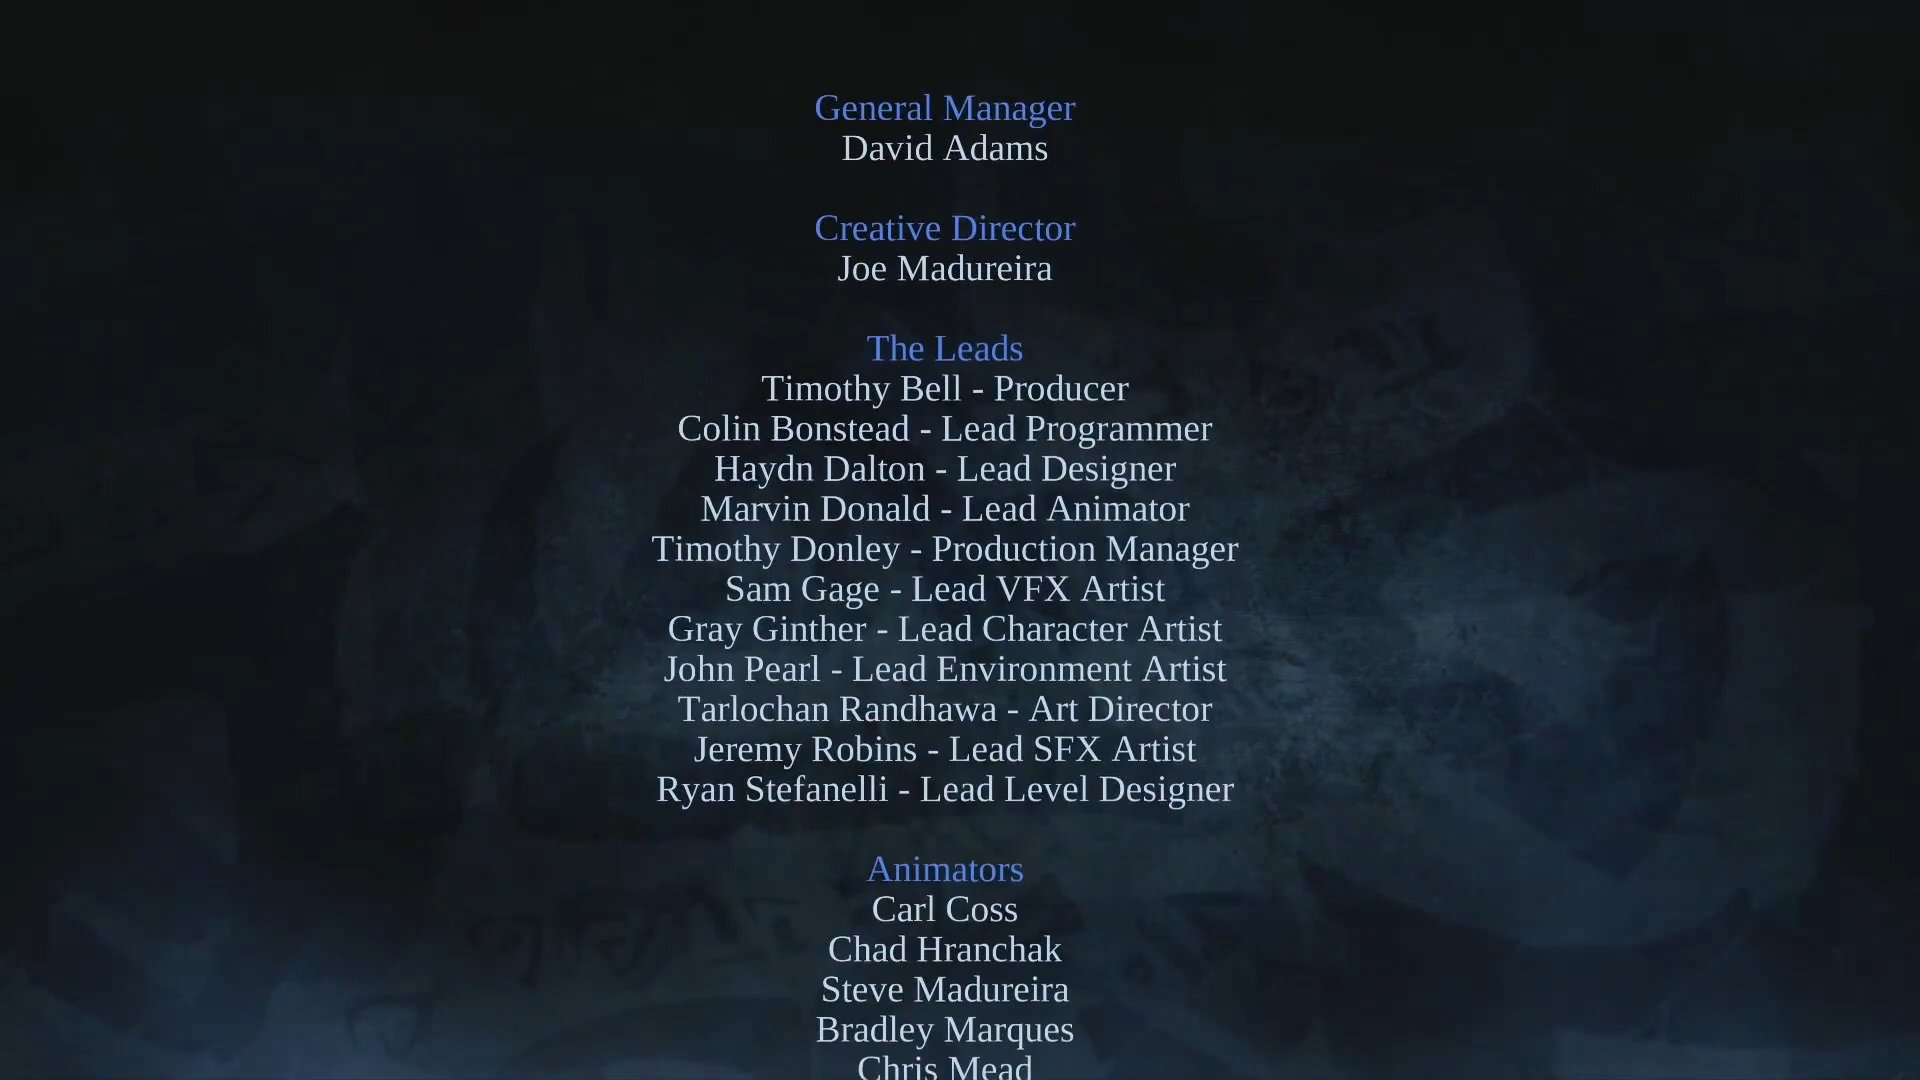 General Manager
David Adams
Creative Director
Joe Madureira
The Leads
Timothy Bell - Producer
Colin Bonstead - Lead Programmer
Haydn Dalton - Lead Designer
Marvin Donald - Lead Animator
Timothy Donley - Production Manager
Sam Gage - Lead VFX Artist
Gray Ginther - Lead Character Artist
John Pearl - Lead Environment Artist
Tarlochan Randhawa - Art Director
Jeremy Robins - Lead SFX Artist
Ryan Stefanelli - Lead Level Designer
Animators
Carl Coss
Chad Hranchak
Steve Madureira
Bradley Marques
Chris Mead